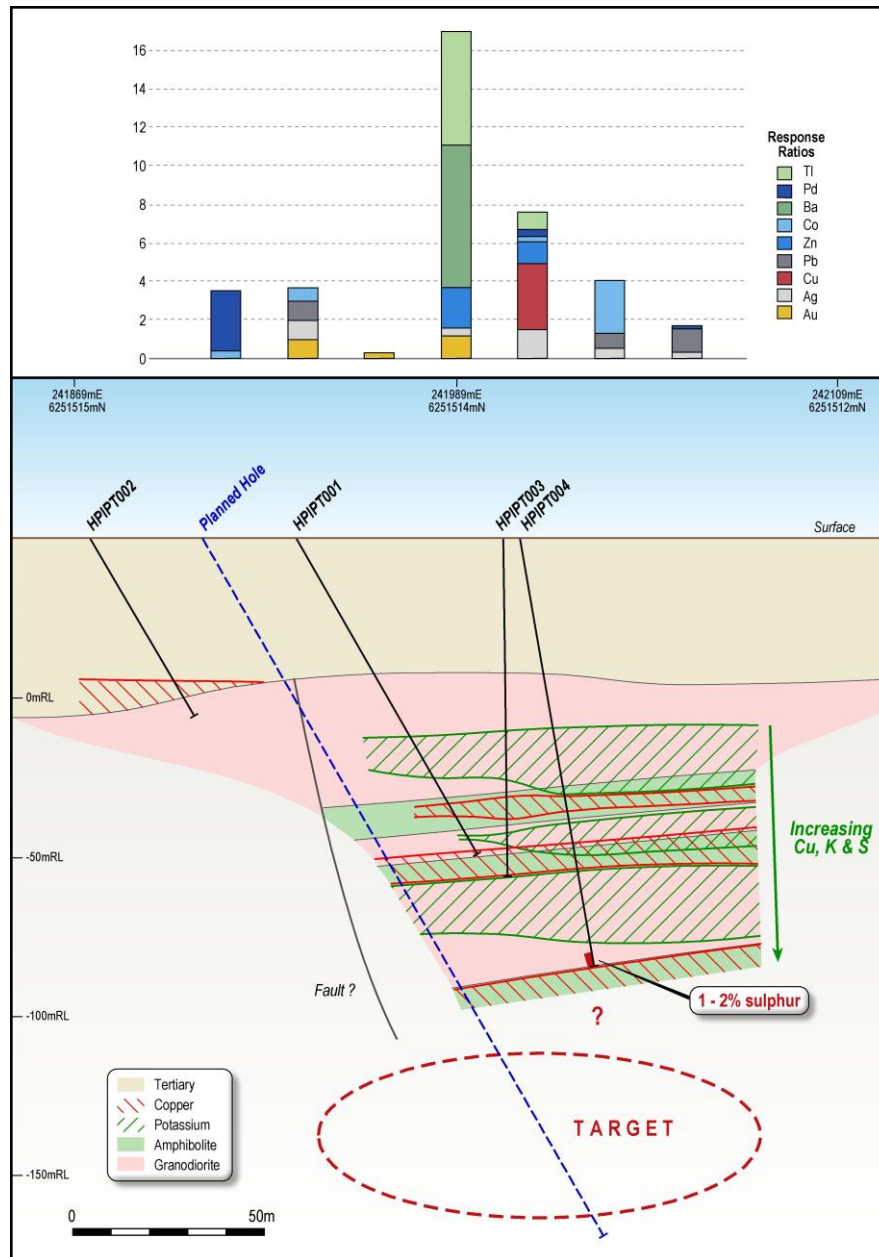 16
14
12
10
8
6
4
2
0
Response
Ratios
Tl
Pd
Ba
Co
Zn
Pb
Cu
Ag
Au
241869mE
6251515mN
241989mE
6251514mN
242109mE
6251512mN
HPIPT002
Planned Hole
HPIPT001
HPIPT003
HPIPT004
Surface
0mRL
-50mRL
Increasing
Cu, K & S
Fault ?
1 - 2% sulphur
-100mRL
?
TARGET
Tertiary
Copper
Potassium
Amphibolite
Granodiorite
-150mRL
0
50m